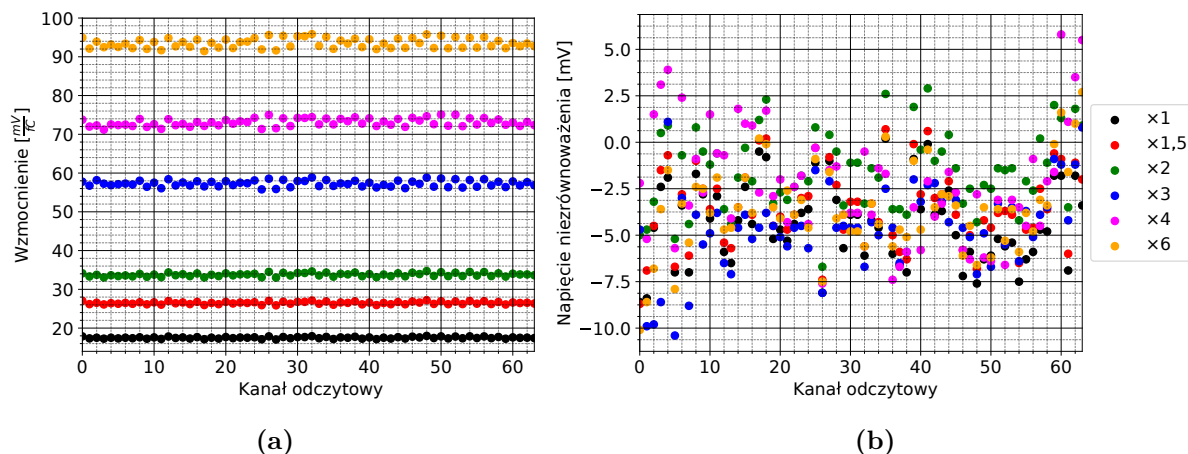 100
90
80
70
60
50
40
30
20
0 10 20 30 40 50 60
Wzmocnienie [mV/fC]
Kanał odczytowy
(a)
5.0
2.5
0.0
−2.5
−5.0
−7.5
−10.0
0 10 20 30 40 50 60
Napięcie niezrównoważenia [mV]
Kanał odczytowy
(b)
×1
×1,5
×2
×3
×4
×6